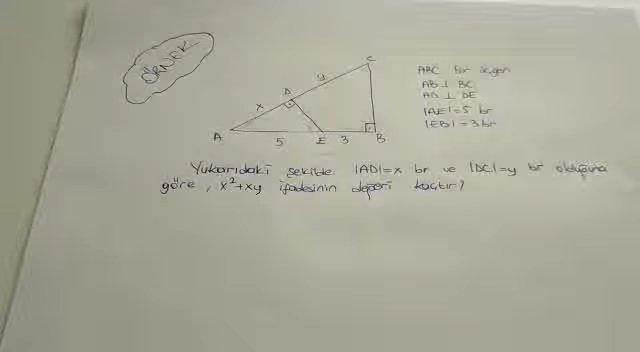 ÖRNEK
C
y
D
x
A
5
E
3
B
ABC bir üçgen
AB ⊥ BC
AD ⊥ DE
|AE|=5 br
|EB|=3 br
Yukarıdaki şekilde |AD|=x br ve |DC|=y br olduğuna
göre, x²+xy ifadesinin değeri kaçtır?